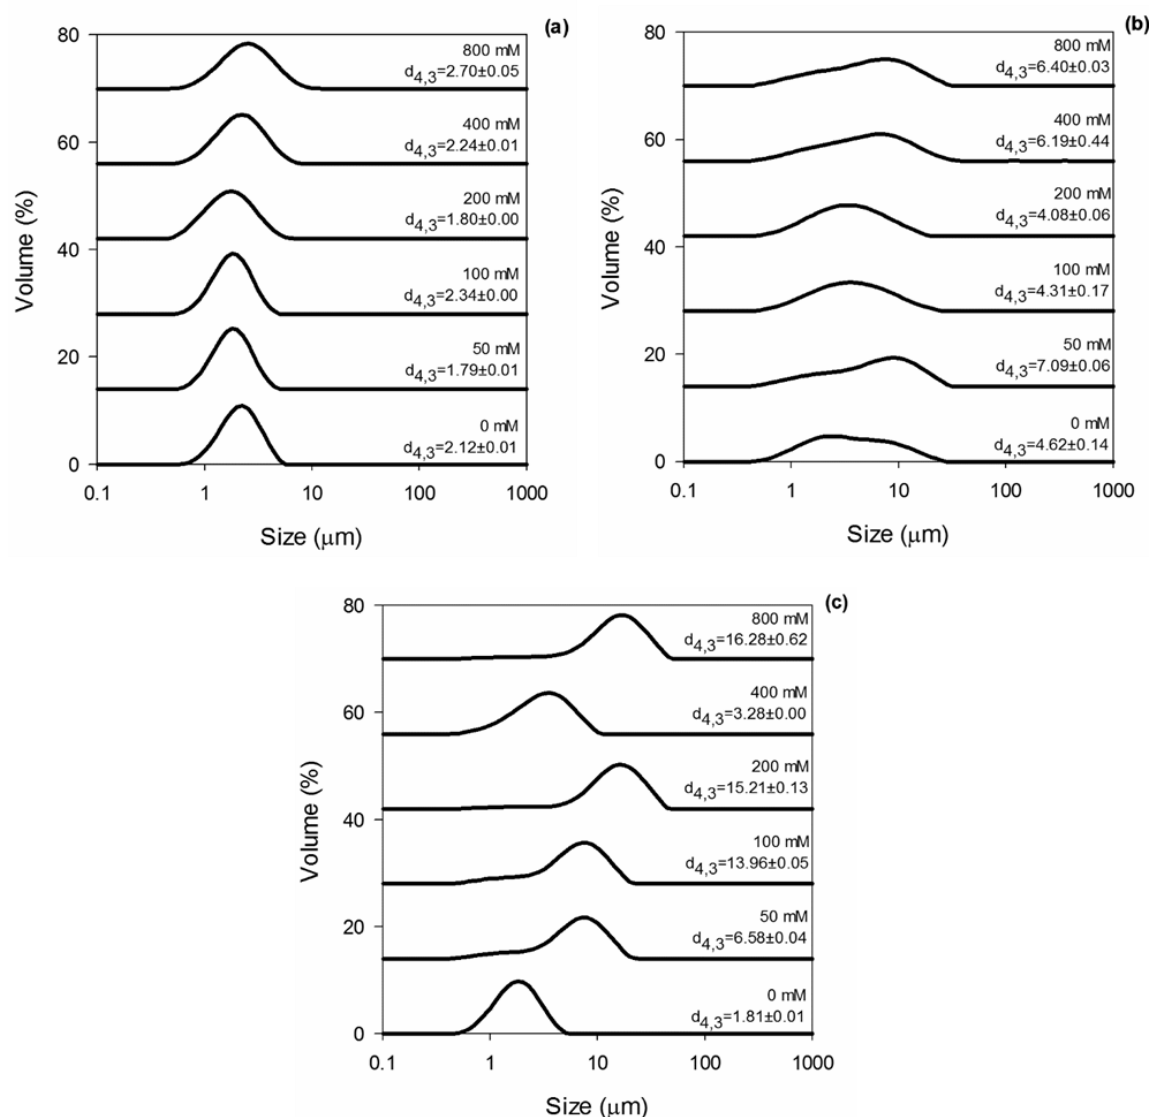 (a)
80
800 mM
d4,3=2.70±0.05
400 mM
60
d4,3=2.24±0.01
200 mM
d4,3=1.80±0.00
40
100 mM
d4,3=2.34±0.00
20
50 mM
d4,3=1.79±0.01
0 mM
d4,3=2.12±0.01
0
0.1 1 10 100 1000
Size (μm)
Volume (%)
(b)
80
800 mM
d4,3=6.40±0.03
400 mM
60
d4,3=6.19±0.44
200 mM
d4,3=4.08±0.06
40
100 mM
d4,3=4.31±0.17
20
50 mM
d4,3=7.09±0.06
0 mM
d4,3=4.62±0.14
0
0.1 1 10 100 1000
Size (μm)
Volume (%)
(c)
80
800 mM
d4,3=16.28±0.62
400 mM
60
d4,3=3.28±0.00
200 mM
d4,3=15.21±0.13
40
100 mM
d4,3=13.96±0.05
20
50 mM
d4,3=6.58±0.04
0 mM
d4,3=1.81±0.01
0
0.1 1 10 100 1000
Size (μm)
Volume (%)